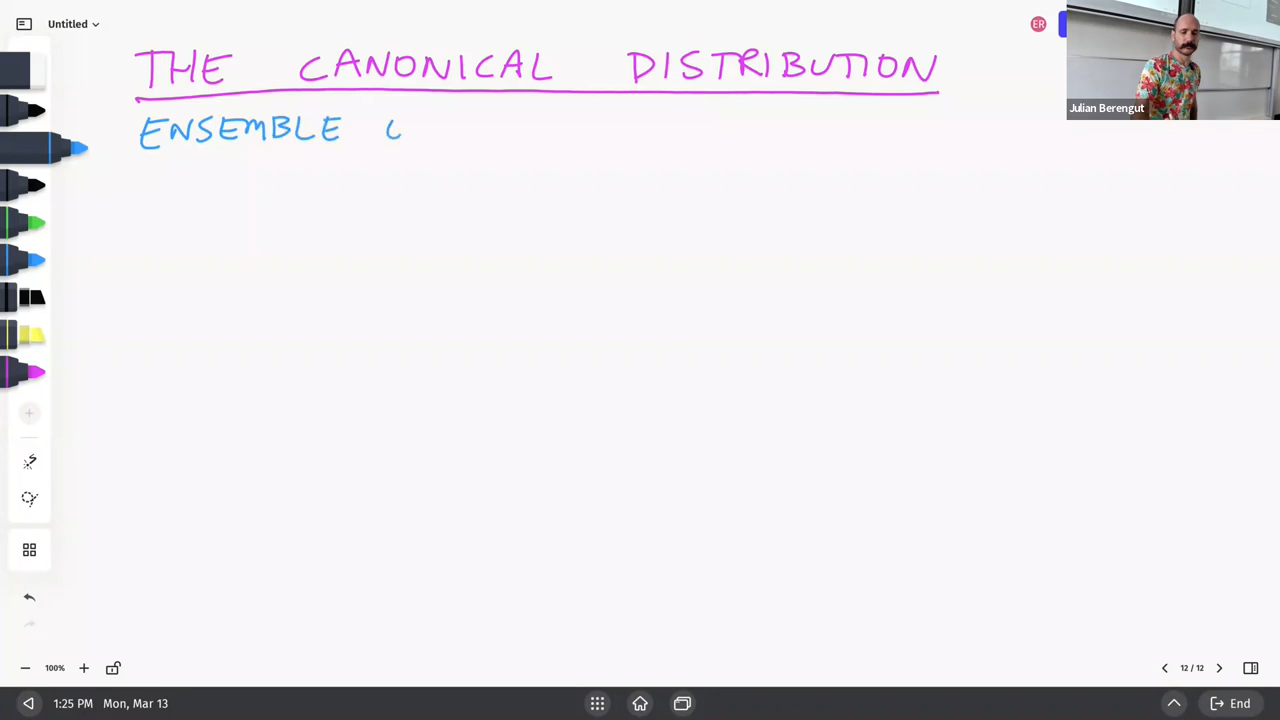 Untitled
ER
THE CANONICAL DISTRIBUTION
Julian Berengut
ENSEMBLE
100%
12 / 12
1:25 PM Mon, Mar 13
End